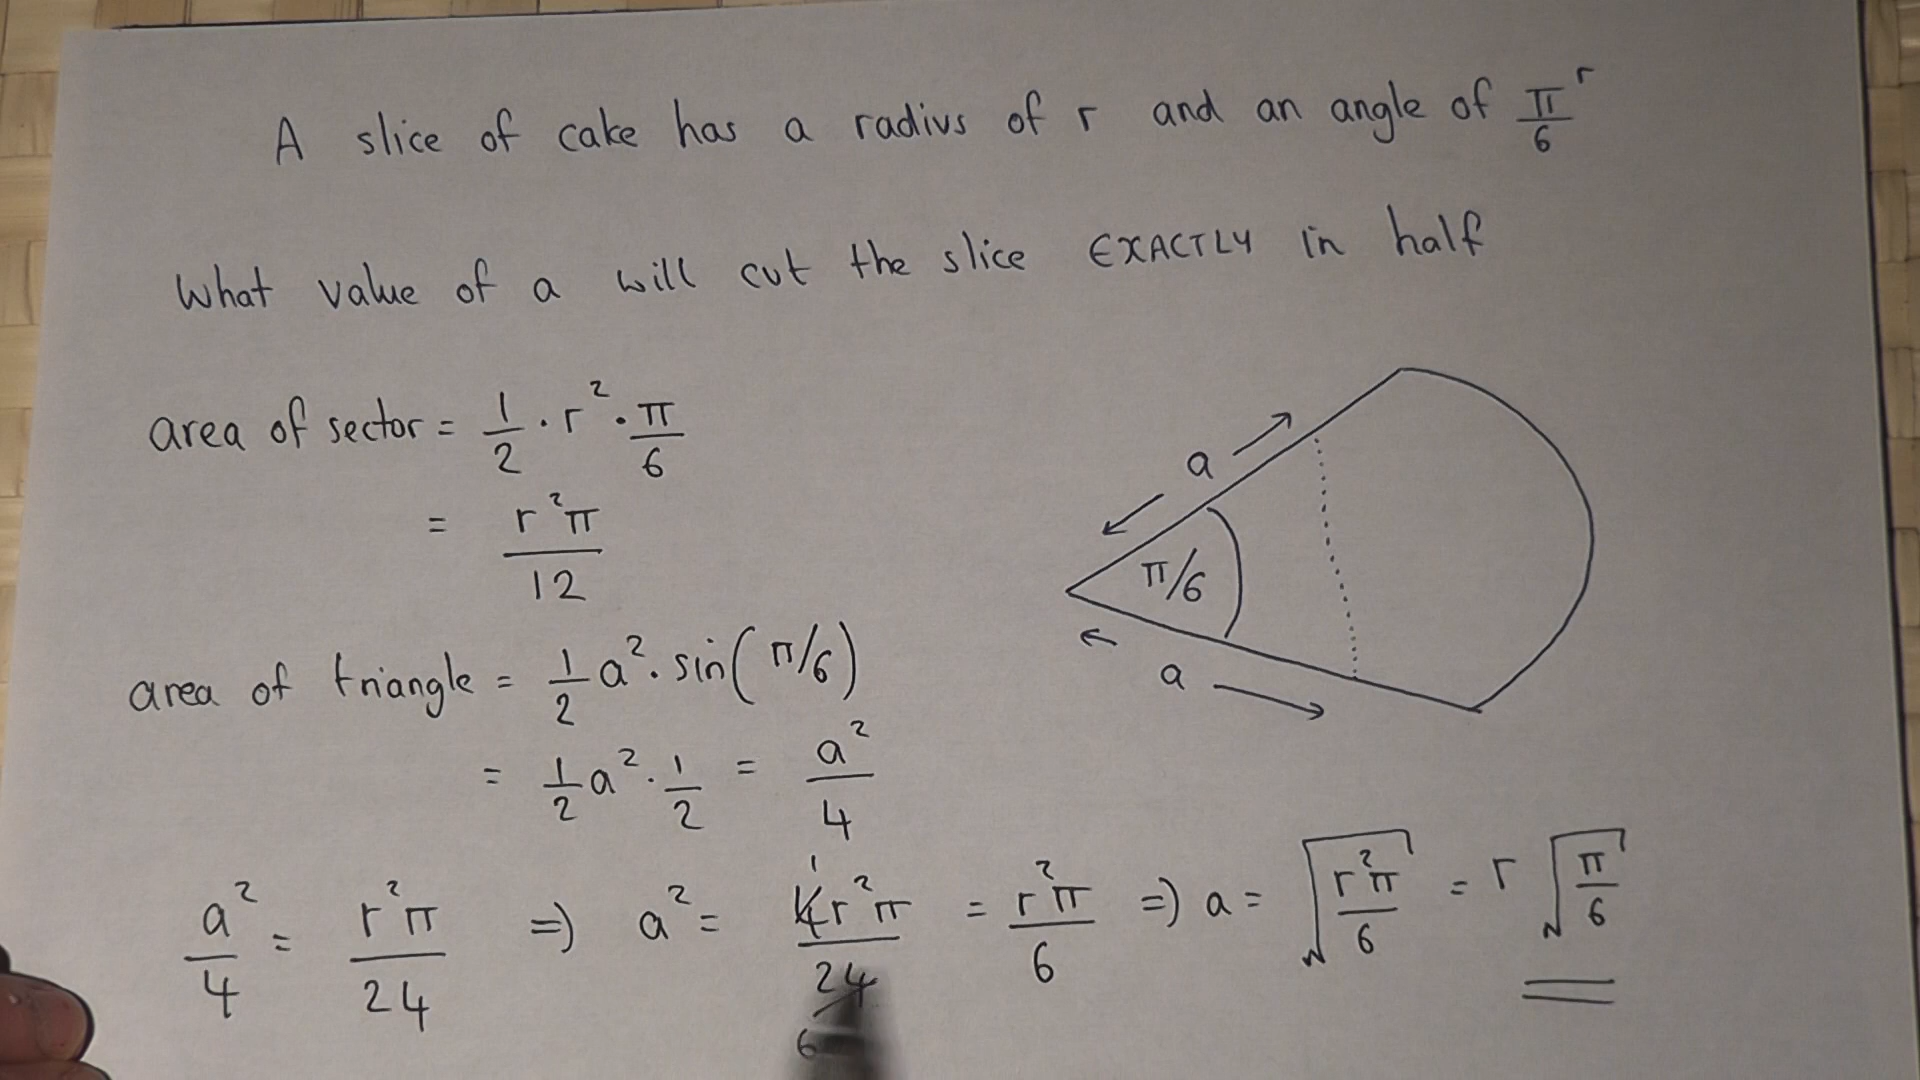 A slice of cake has a radius of r and an angle of π/6 ʳ
What value of a will cut the slice EXACTLY in half
area of sector = 1/2 · r² · π/6
= r²π/12
area of triangle = 1/2 a² · sin(π/6)
= 1/2 a² · 1/2 = a²/4
a
π/6
a
a²/4 = r²π/24 => a² = 4r²π/24 = r²π/6 => a = √(r²π/6) = r √(π/6)
1
6